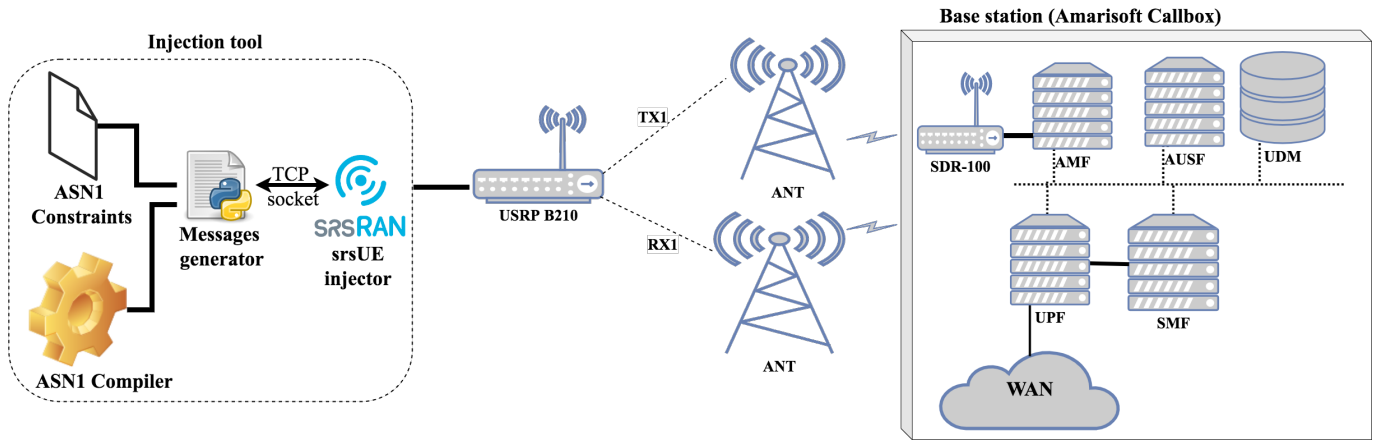 Injection tool
ASN1
Constraints
ASN1 Compiler
Messages
generator
TCP
socket
srsRAN
srsUE
injector
USRP B210
TX1
RX1
ANT
ANT
Base station (Amarisoft Callbox)
SDR-100
AMF
AUSF
UDM
UPF
SMF
WAN